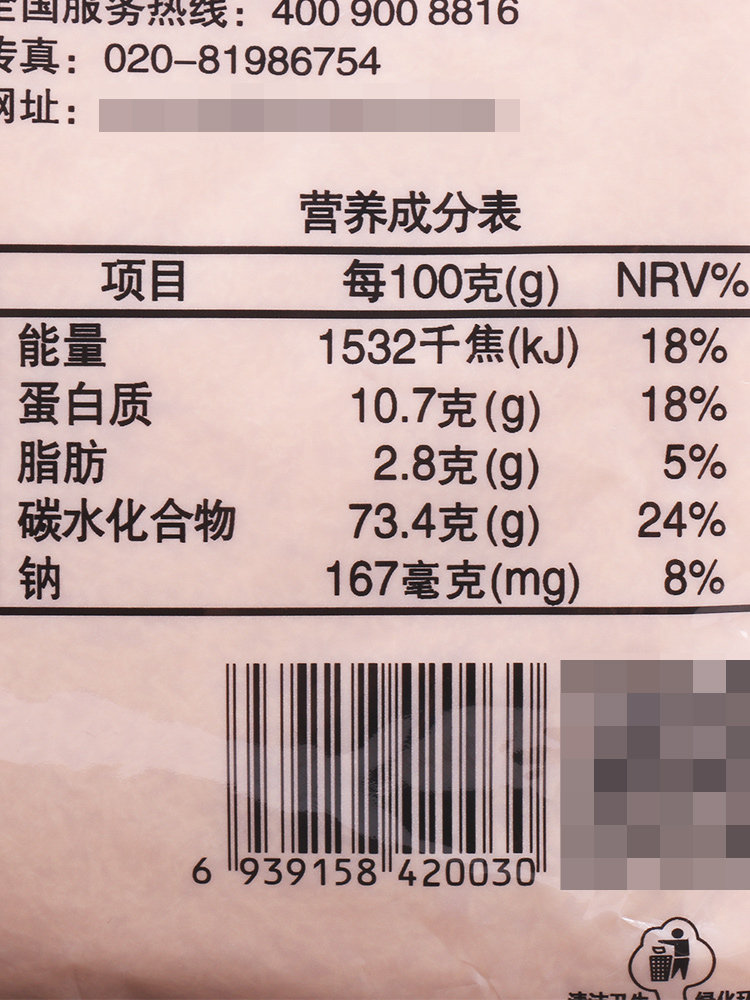 全国服务热线：400 900 8816
传真：020-81986754
网址：
营养成分表
项目 每100克(g) NRV%
能量 1532千焦(kJ) 18%
蛋白质 10.7克(g) 18%
脂肪 2.8克(g) 5%
碳水化合物 73.4克(g) 24%
钠 167毫克(mg) 8%
6 939158 420030